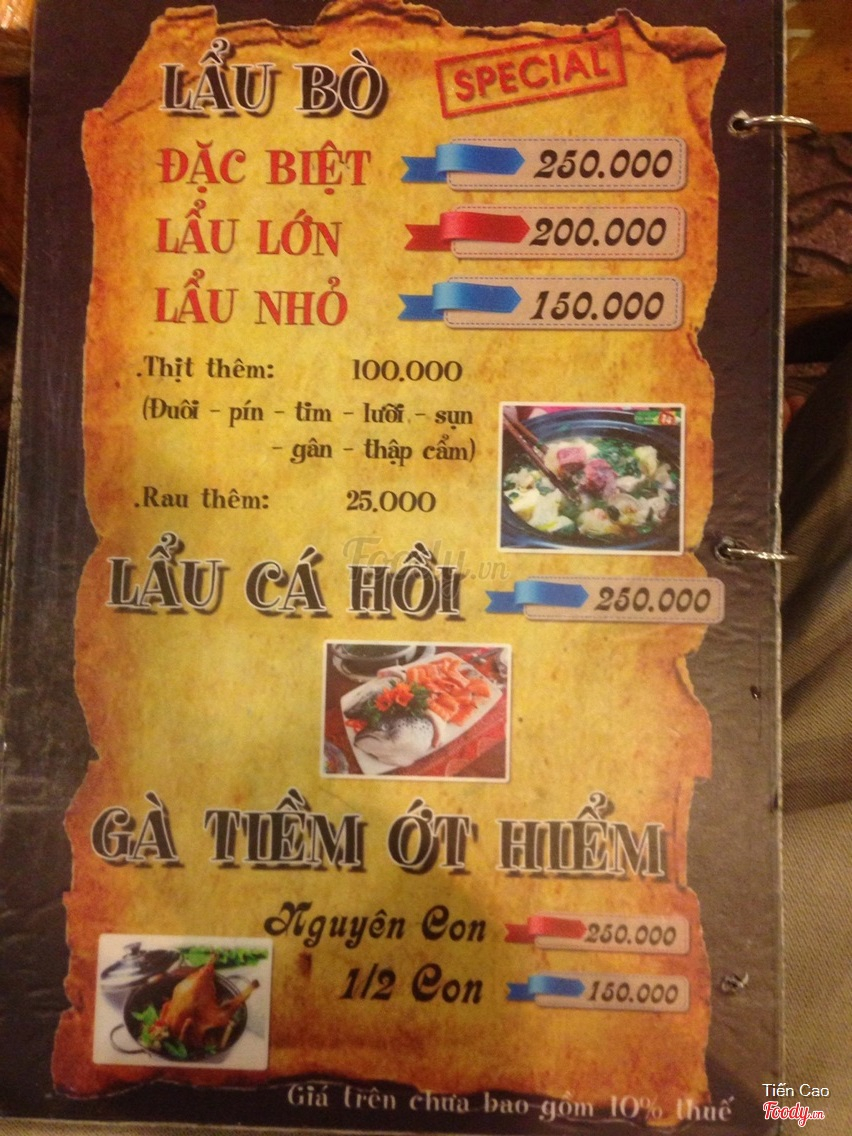 LẨU BÒ SPECIAL
ĐẶC BIỆT 250.000
LẨU LỚN 200.000
LẨU NHỎ 150.000
.Thịt thêm: 100.000
(Đuôi - pín - tim - lưỡi - sụn
- gân - thập cẩm)
.Rau thêm: 25.000
Foody.vn
LẨU CÁ HỒI 250.000
GÀ TIỀM ỚT HIỂM
Nguyên Con 250.000
1/2 Con 150.000
Giá trên chưa bao gồm 10% thuế
Tiến Cao
Foody.vn